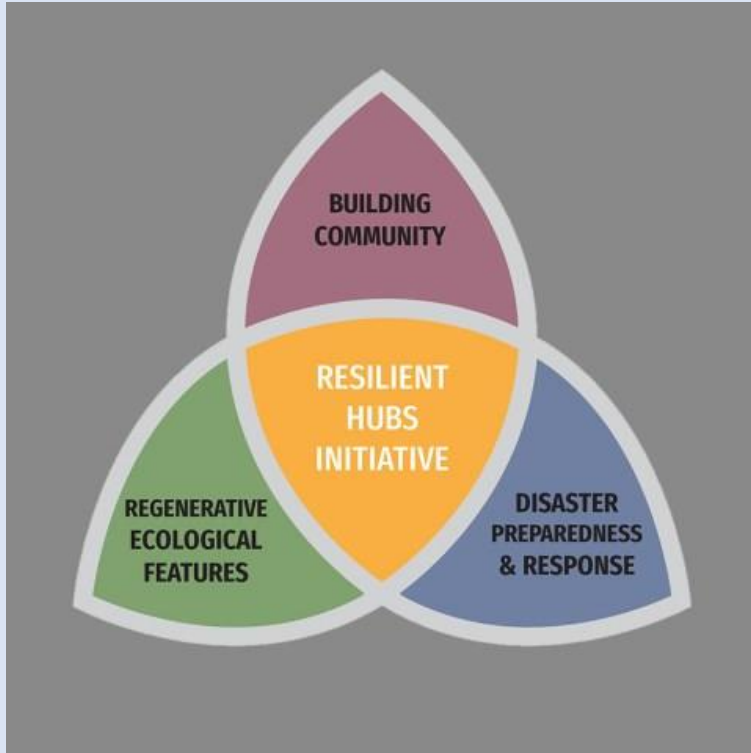 BUILDING
COMMUNITY
RESILIENT
HUBS
INITIATIVE
REGENERATIVE
ECOLOGICAL
FEATURES
DISASTER
PREPAREDNESS
& RESPONSE